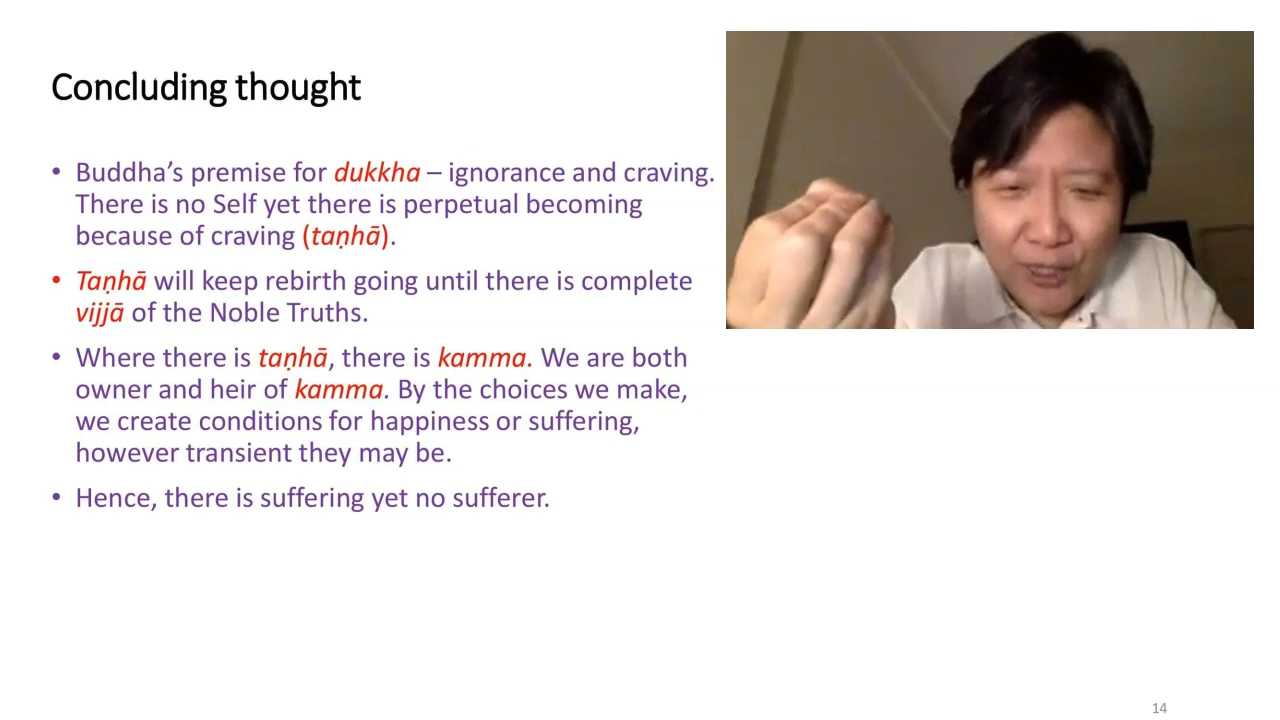 Concluding thought
• Buddha’s premise for dukkha – ignorance and craving.
There is no Self yet there is perpetual becoming
because of craving (taṇhā).
• Taṇhā will keep rebirth going until there is complete
vijjā of the Noble Truths.
• Where there is taṇhā, there is kamma. We are both
owner and heir of kamma. By the choices we make,
we create conditions for happiness or suffering,
however transient they may be.
• Hence, there is suffering yet no sufferer.
14